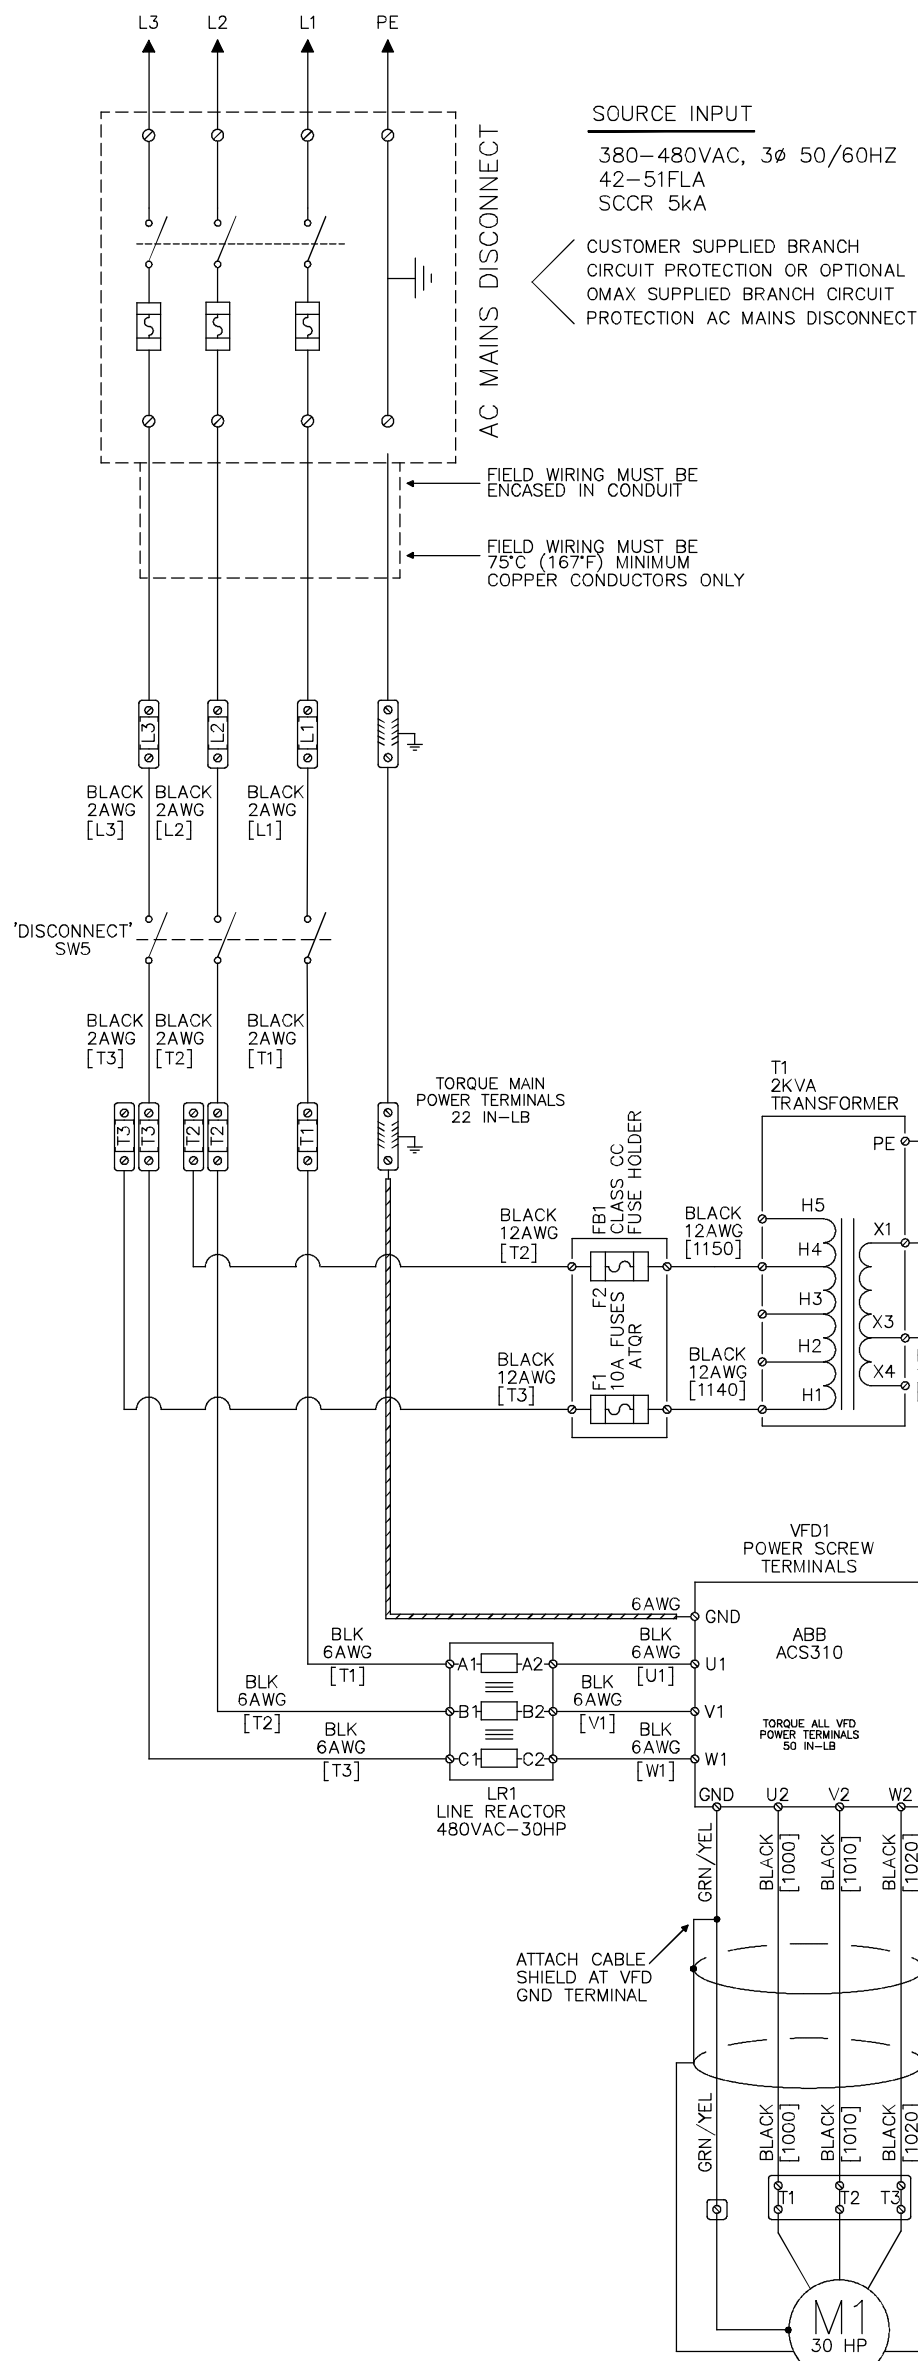 L3 L2 L1 PE
SOURCE INPUT
380-480VAC, 3ø 50/60HZ
42-51FLA
SCCR 5kA
AC MAINS DISCONNECT
CUSTOMER SUPPLIED BRANCH
CIRCUIT PROTECTION OR OPTIONAL
OMAX SUPPLIED BRANCH CIRCUIT
PROTECTION AC MAINS DISCONNECT
FIELD WIRING MUST BE
ENCASED IN CONDUIT
FIELD WIRING MUST BE
75°C (167°F) MINIMUM
COPPER CONDUCTORS ONLY
L3 L2 L1
BLACK BLACK BLACK
2AWG 2AWG 2AWG
[L3] [L2] [L1]
'DISCONNECT'
SW5
BLACK BLACK BLACK
2AWG 2AWG 2AWG
[T3] [T2] [T1]
TORQUE MAIN
POWER TERMINALS
22 IN-LB
T3 T3 T2 T2 T1
T1
2KVA
TRANSFORMER
PE
FB1
CLASS CC
FUSE HOLDER
BLACK
12AWG
[T2]
F2
BLACK
12AWG
[1150]
H5
H4
H3
H2
H1
X1
X3
X4
10A FUSES
ATQR
BLACK
12AWG
[T3]
F1
BLACK
12AWG
[1140]
VFD1
POWER SCREW
TERMINALS
6AWG GND
ABB
ACS310
BLK
6AWG
[T1]
A1 A2
BLK
6AWG
[U1]
U1
BLK
6AWG
[T2]
B1 B2
BLK
6AWG
[V1]
V1
TORQUE ALL VFD
POWER TERMINALS
50 IN-LB
BLK
6AWG
[T3]
C1 C2
BLK
6AWG
[W1]
W1
LR1
LINE REACTOR
480VAC-30HP
GND U2 V2 W2
GRN/YEL
BLACK
[1000]
BLACK
[1010]
BLACK
[1020]
ATTACH CABLE
SHIELD AT VFD
GND TERMINAL
GRN/YEL
BLACK
[1000]
BLACK
[1010]
BLACK
[1020]
T1 T2 T3
M1
30 HP